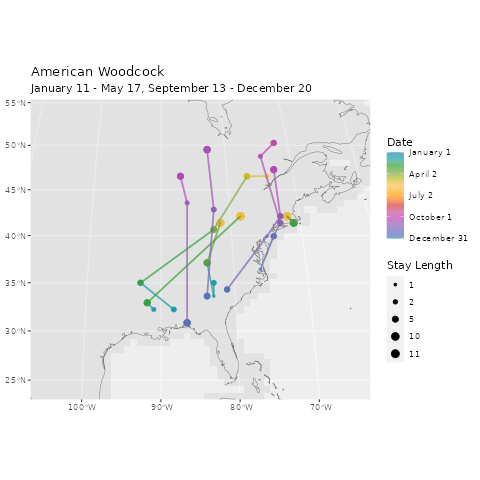 American Woodcock
January 11 - May 17, September 13 - December 20
55°N
50°N
45°N
40°N
35°N
30°N
25°N
100°W
90°W
80°W
70°W
Date
January 1
April 2
July 2
October 1
December 31
Stay Length
1
2
5
10
11